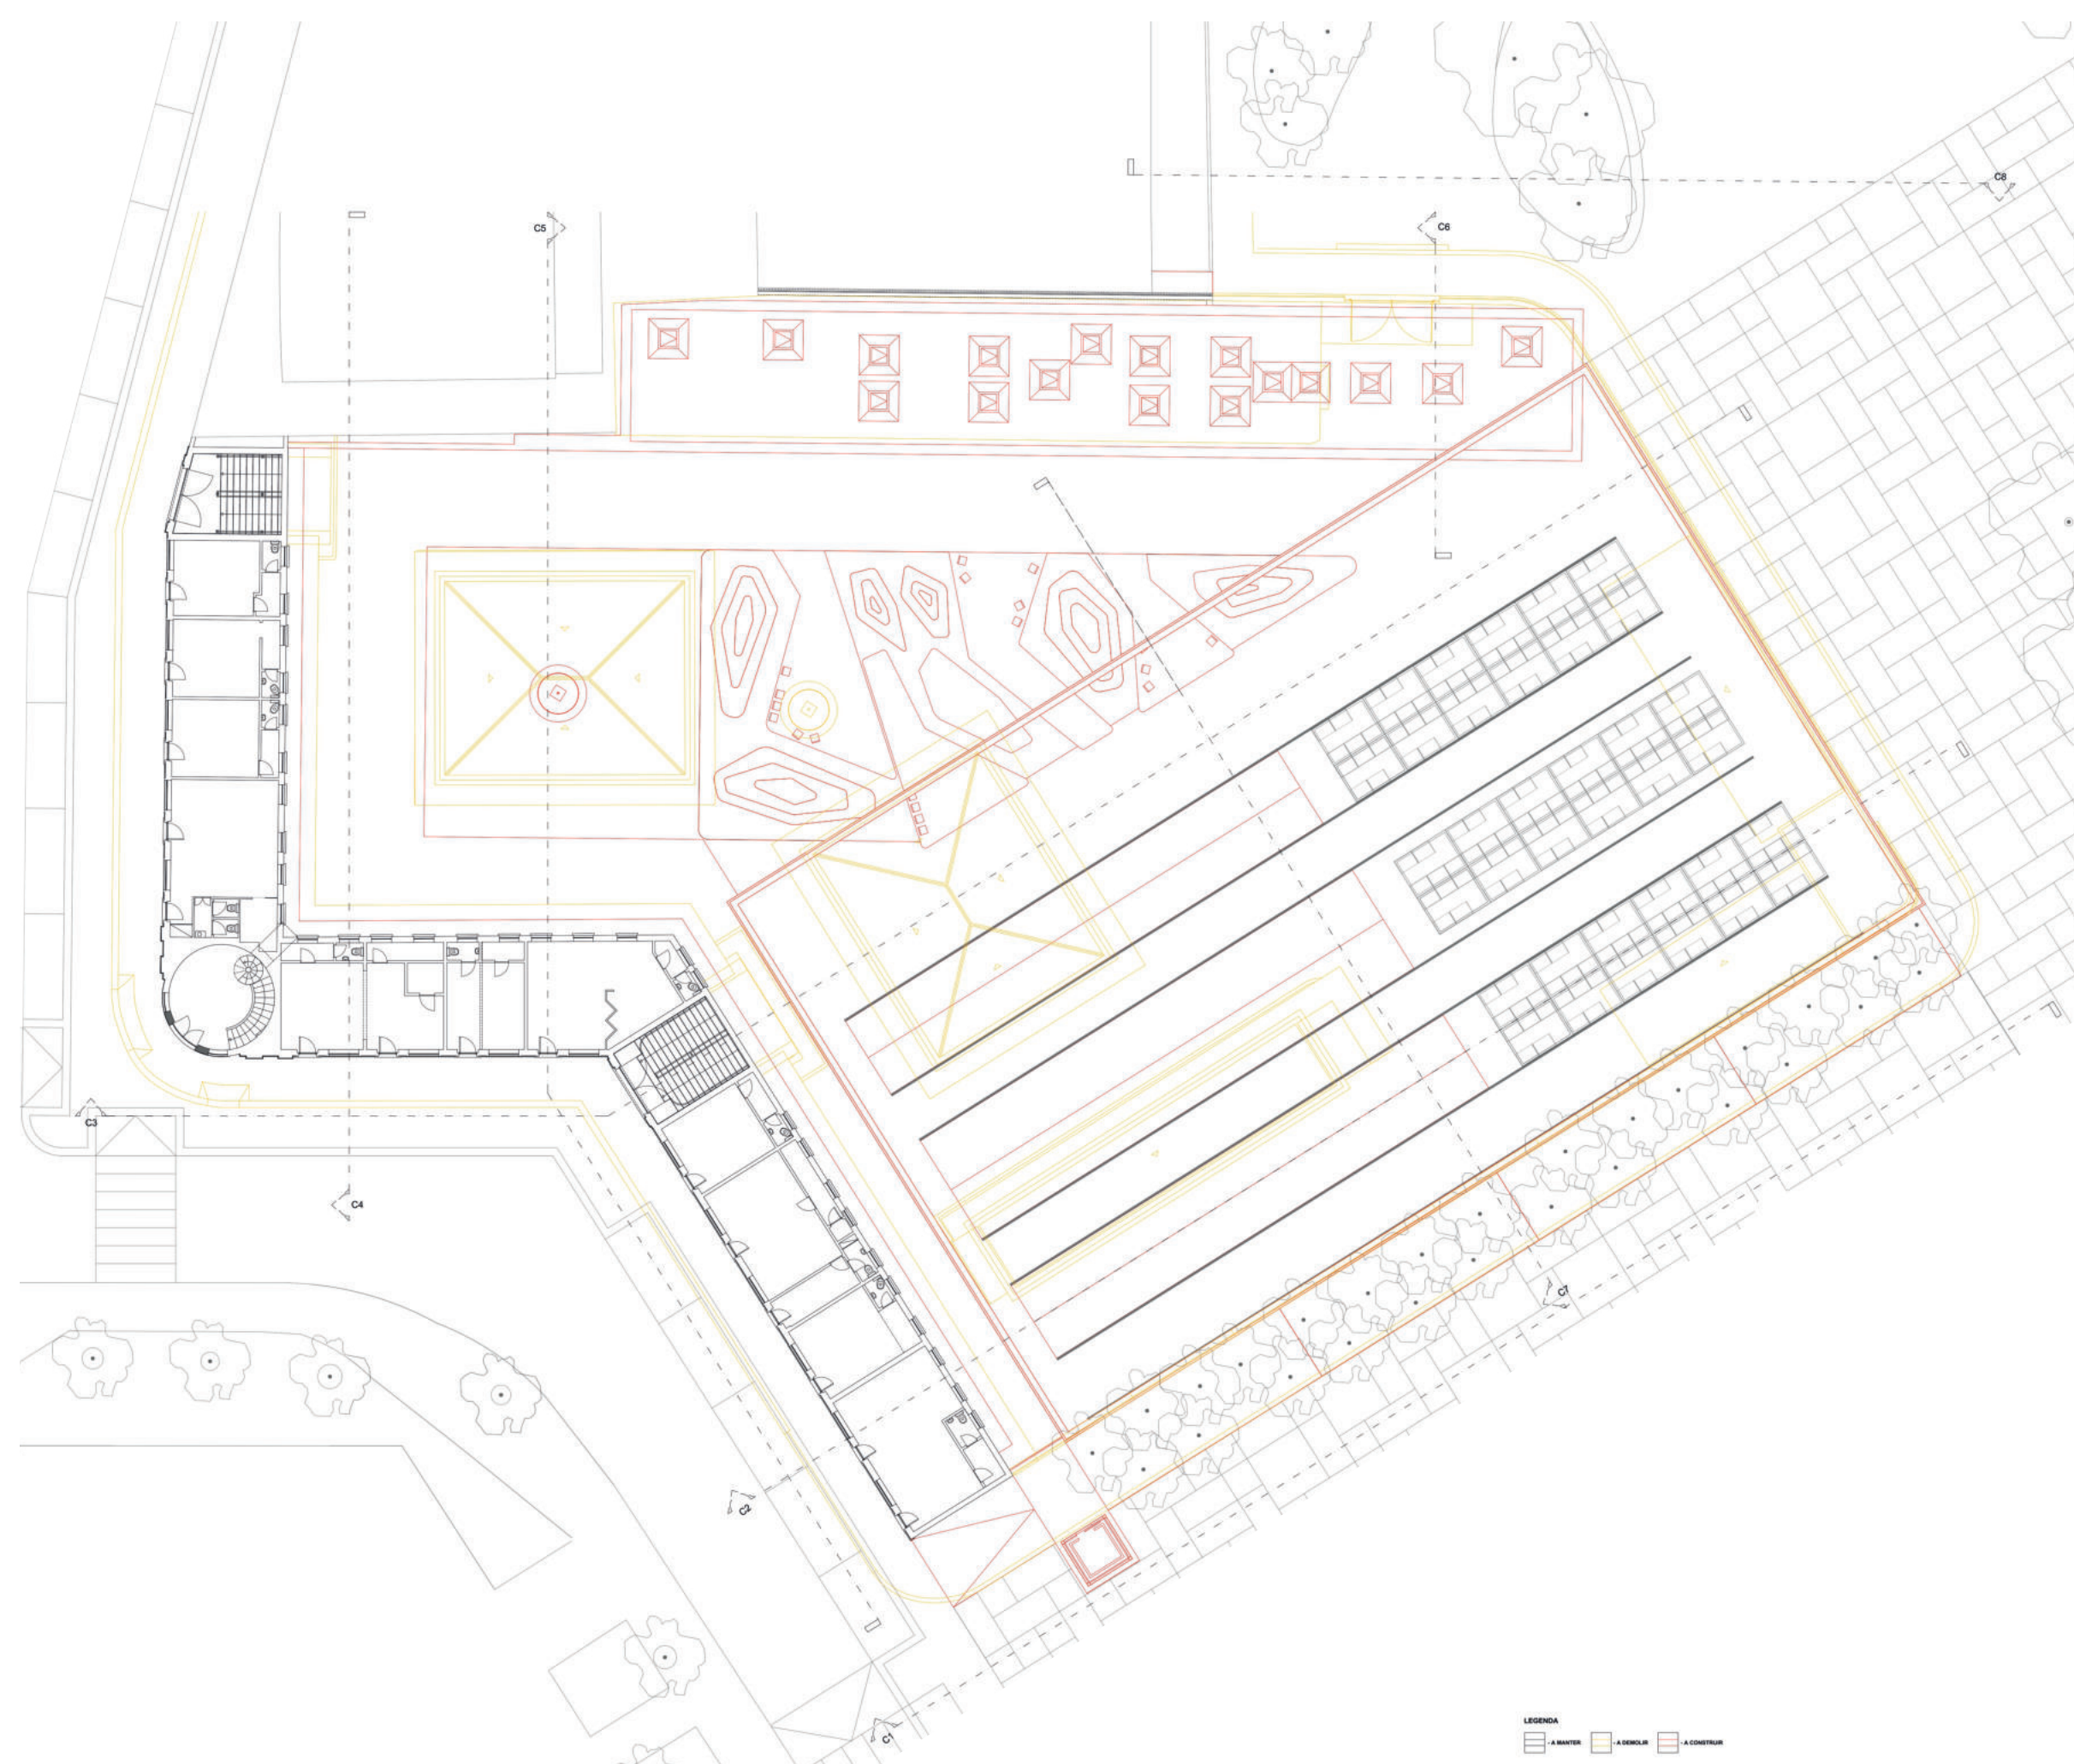 C8
C5
C6
C3
C4
C7
C2
C1
LEGENDA
- A MANTER
- A DEMOLIR
- A CONSTRUIR